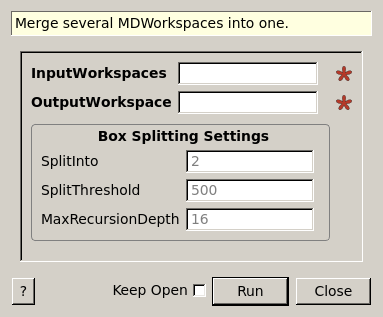 Merge several MDWorkspaces into one.
InputWorkspaces
OutputWorkspace
Box Splitting Settings
SplitInto 2
SplitThreshold 500
MaxRecursionDepth 16
? Keep Open Run Close